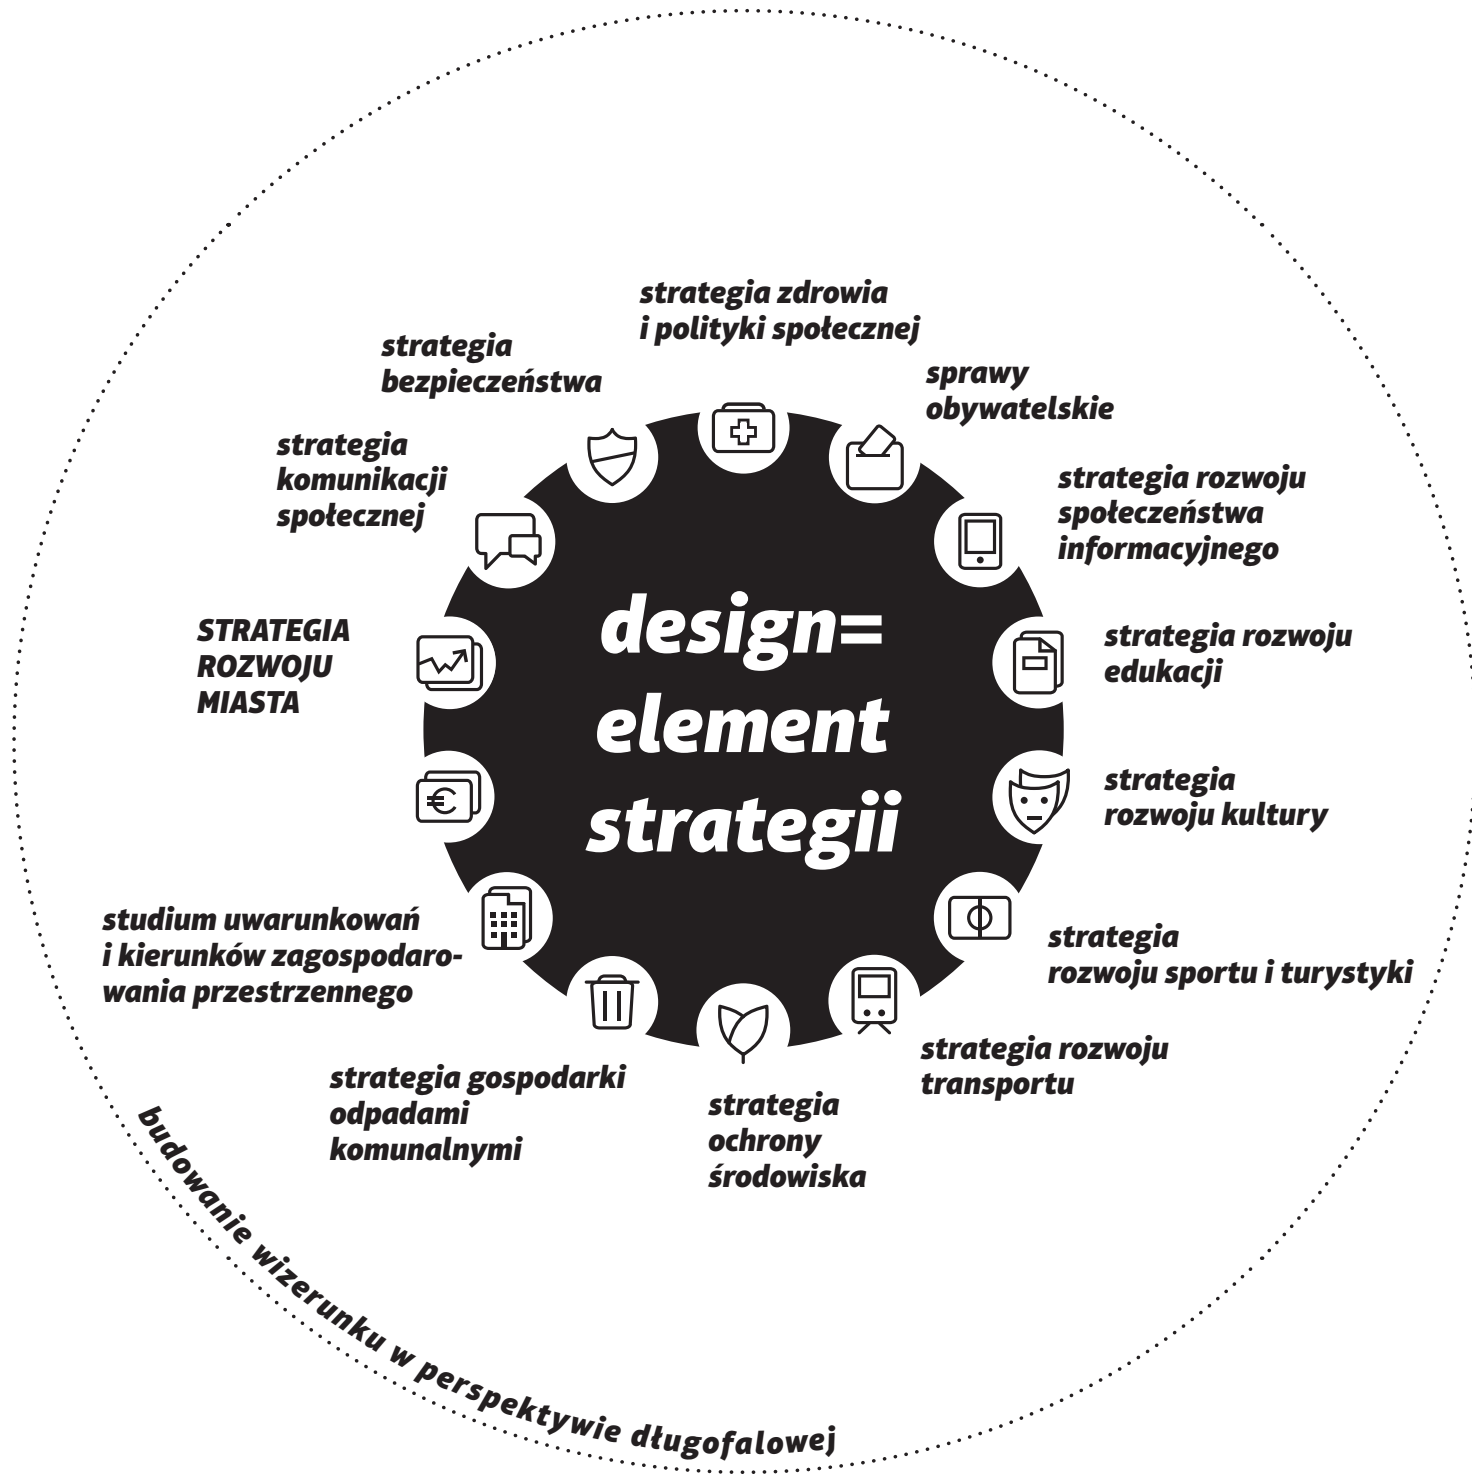 strategia zdrowia
i polityki społecznej
strategia
bezpieczeństwa
sprawy
obywatelskie
strategia
komunikacji
społecznej
strategia rozwoju
społeczeństwa
informacyjnego
STRATEGIA
ROZWOJU
MIASTA
design=
element
strategii
strategia rozwoju
edukacji
strategia
rozwoju kultury
studium uwarunkowań
i kierunków zagospodaro-
wania przestrzennego
strategia
rozwoju sportu i turystyki
strategia gospodarki
odpadami
komunalnymi
strategia
ochrony
środowiska
strategia rozwoju
transportu
budowanie wizerunku w perspektywie długofalowej